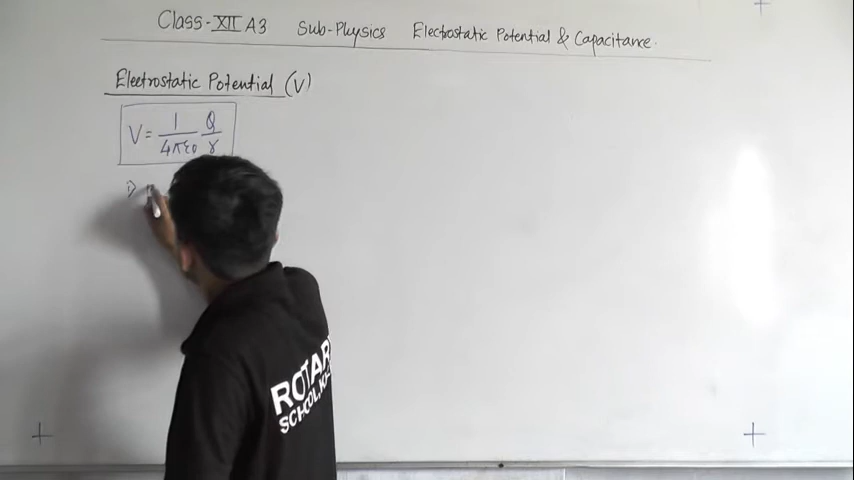 Class-XII A3 Sub-Physics Electrostatic Potential & Capacitance.
Electrostatic Potential (V)
V = 1/4πε0 Q/r
i)
ROTARY
SCHOOL,